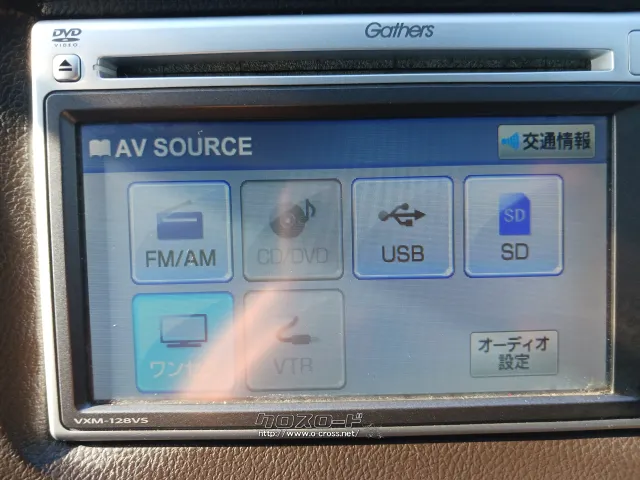 DVD
VIDEO
Gathers
AV SOURCE
交通情報
FM/AM
CD/DVD
USB
SD
SD
ワンセグ
VTR
オーディオ
設定
VXM-128VS
クロスロード
http://www.o-cross.net/